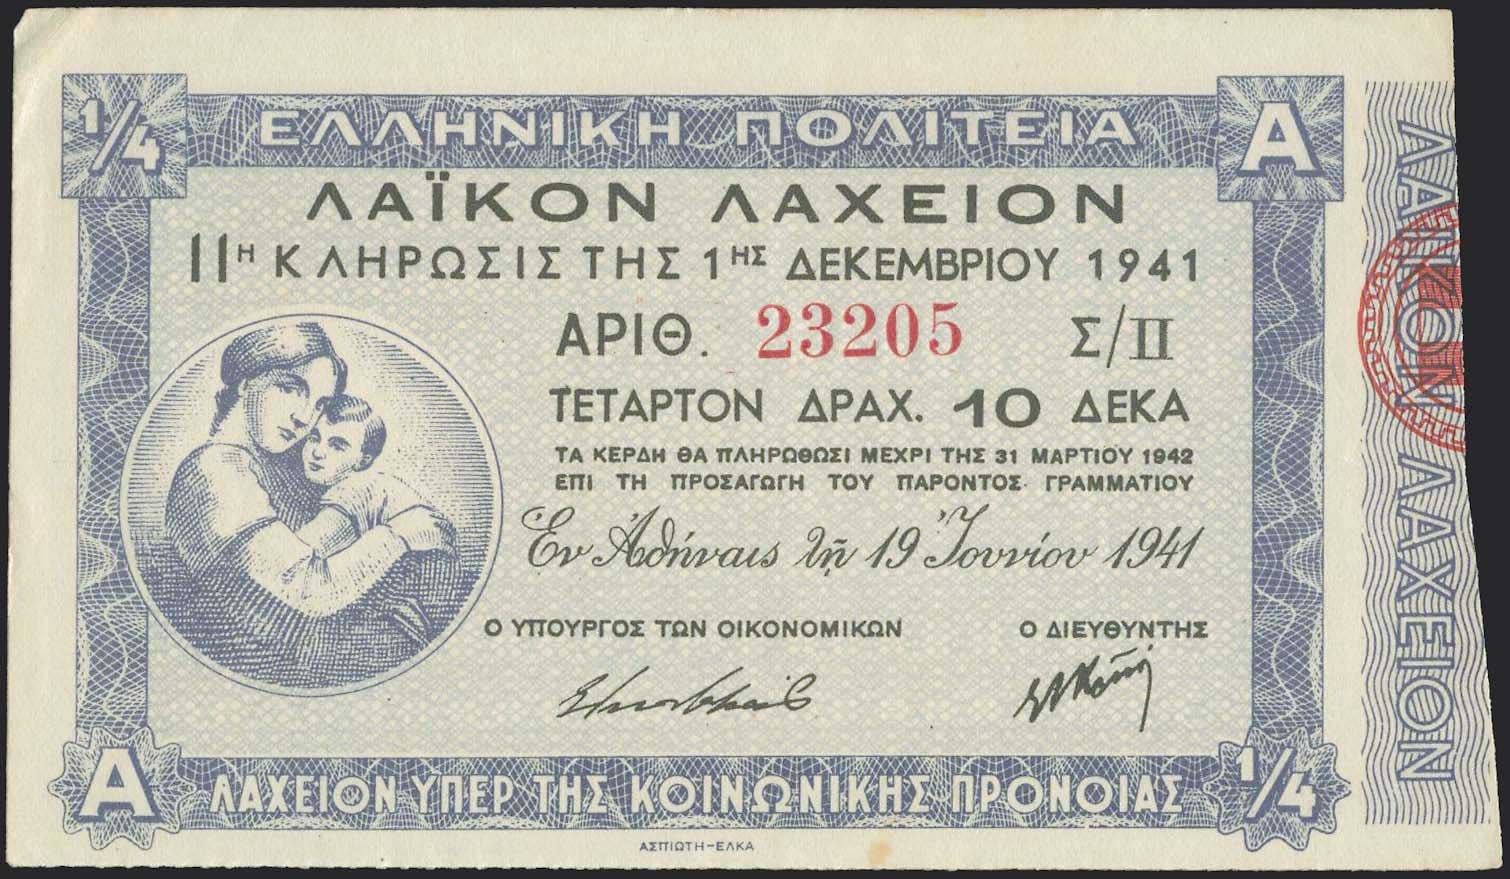 1/4 ΕΛΛΗΝΙΚΗ ΠΟΛΙΤΕΙΑ Α
ΛΑΪΚΟΝ ΛΑΧΕΙΟΝ
11Η ΚΛΗΡΩΣΙΣ ΤΗΣ 1ΗΣ ΔΕΚΕΜΒΡΙΟΥ 1941
ΑΡΙΘ. 23205 Σ/ΙΙ
ΤΕΤΑΡΤΟΝ ΔΡΑΧ. 10 ΔΕΚΑ
ΤΑ ΚΕΡΔΗ ΘΑ ΠΛΗΡΩΘΩΣΙ ΜΕΧΡΙ ΤΗΣ 31 ΜΑΡΤΙΟΥ 1942
ΕΠΙ ΤΗ ΠΡΟΣΑΓΩΓΗ ΤΟΥ ΠΑΡΟΝΤΟΣ ΓΡΑΜΜΑΤΙΟΥ
Ἐν Ἀθήναις τῇ 19 Ἰουνίου 1941
Ο ΥΠΟΥΡΓΟΣ ΤΩΝ ΟΙΚΟΝΟΜΙΚΩΝ Ο ΔΙΕΥΘΥΝΤΗΣ
Α ΛΑΧΕΙΟΝ ΥΠΕΡ ΤΗΣ ΚΟΙΝΩΝΙΚΗΣ ΠΡΟΝΟΙΑΣ 1/4
ΑΣΠΙΩΤΗ-ΕΛΚΑ
ΛΑΪΚΟΝ ΛΑΧΕΙΟΝ